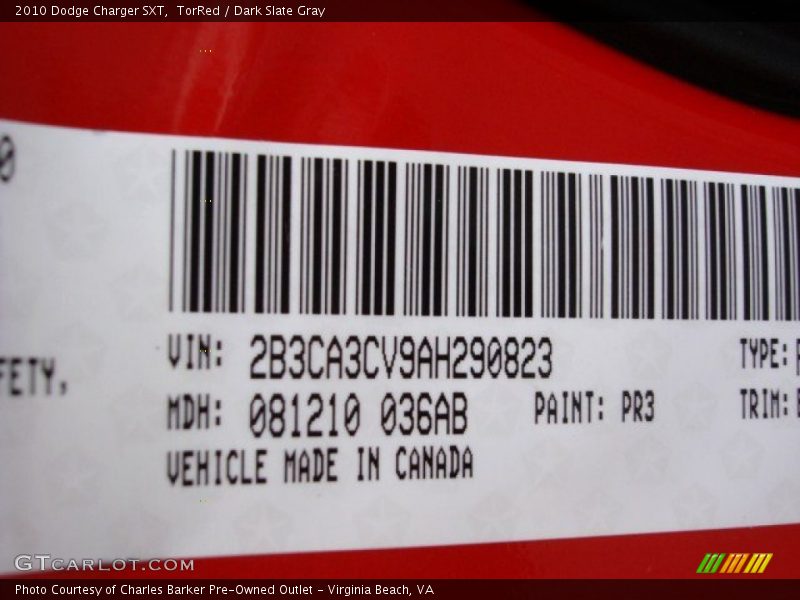 2010 Dodge Charger SXT,  TorRed / Dark Slate Gray
0
FETY,
VIN: 2B3CA3CV9AH290823
TYPE:
MDH: 081210 036AB
PAINT: PR3
TRIM:
VEHICLE MADE IN CANADA
GTCARLOT.COM
Photo Courtesy of Charles Barker Pre-Owned Outlet - Virginia Beach, VA